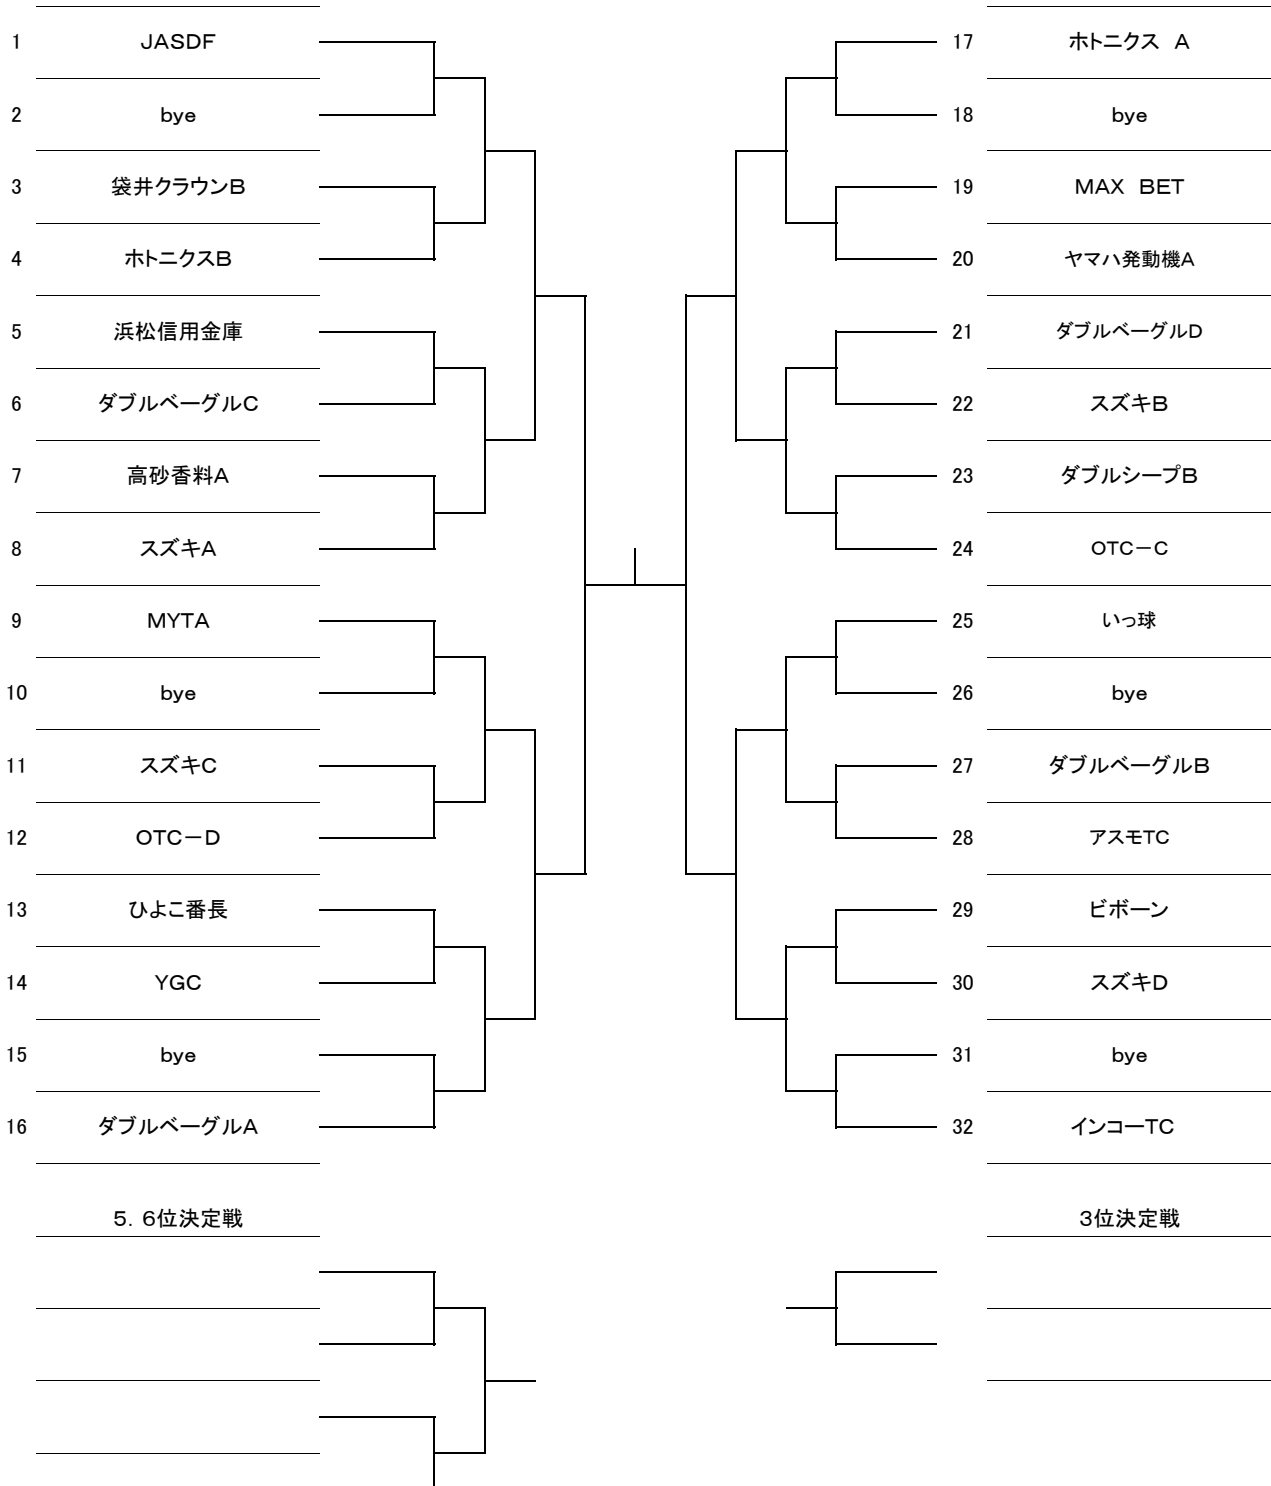 1 JASDF
2 bye
3 袋井クラウンB
4 ホトニクスB
5 浜松信用金庫
6 ダブルベーグルC
7 高砂香料A
8 スズキA
9 MYTA
10 bye
11 スズキC
12 OTC－D
13 ひよこ番長
14 YGC
15 bye
16 ダブルベーグルA
17 ホトニクス　A
18 bye
19 MAX　BET
20 ヤマハ発動機A
21 ダブルベーグルD
22 スズキB
23 ダブルシープB
24 OTC－C
25 いっ球
26 bye
27 ダブルベーグルB
28 アスモTC
29 ビボーン
30 スズキD
31 bye
32 インコーTC
5．6位決定戦
3位決定戦